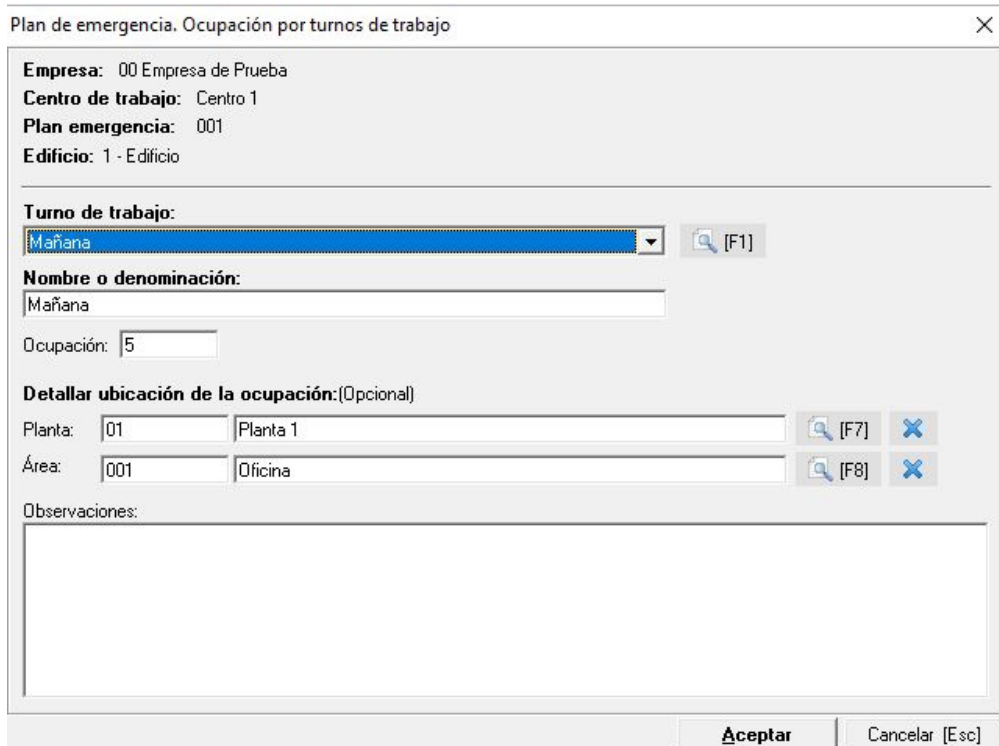 Plan de emergencia. Ocupación por turnos de trabajo
Empresa: 00 Empresa de Prueba
Centro de trabajo: Centro 1
Plan emergencia: 001
Edificio: 1 - Edificio
Turno de trabajo:
Mañana [F1]
Nombre o denominación:
Mañana
Ocupación: 5
Detallar ubicación de la ocupación:(Opcional)
Planta: 01 Planta 1 [F7]
Área: 001 Oficina [F8]
Observaciones:
Aceptar Cancelar [Esc]